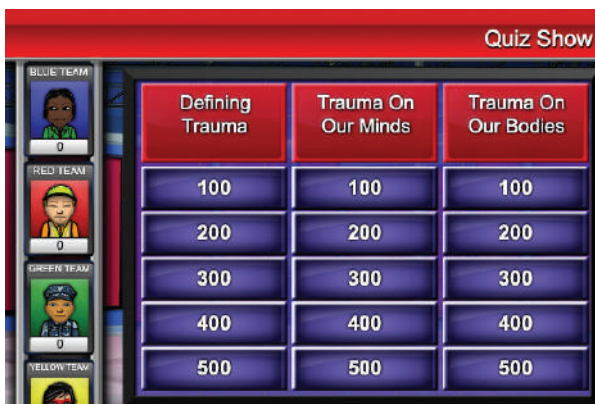 Quiz Show
BLUE TEAM
0
RED TEAM
0
GREEN TEAM
0
YELLOW TEAM
Defining
Trauma
Trauma On
Our Minds
Trauma On
Our Bodies
100 100 100
200 200 200
300 300 300
400 400 400
500 500 500